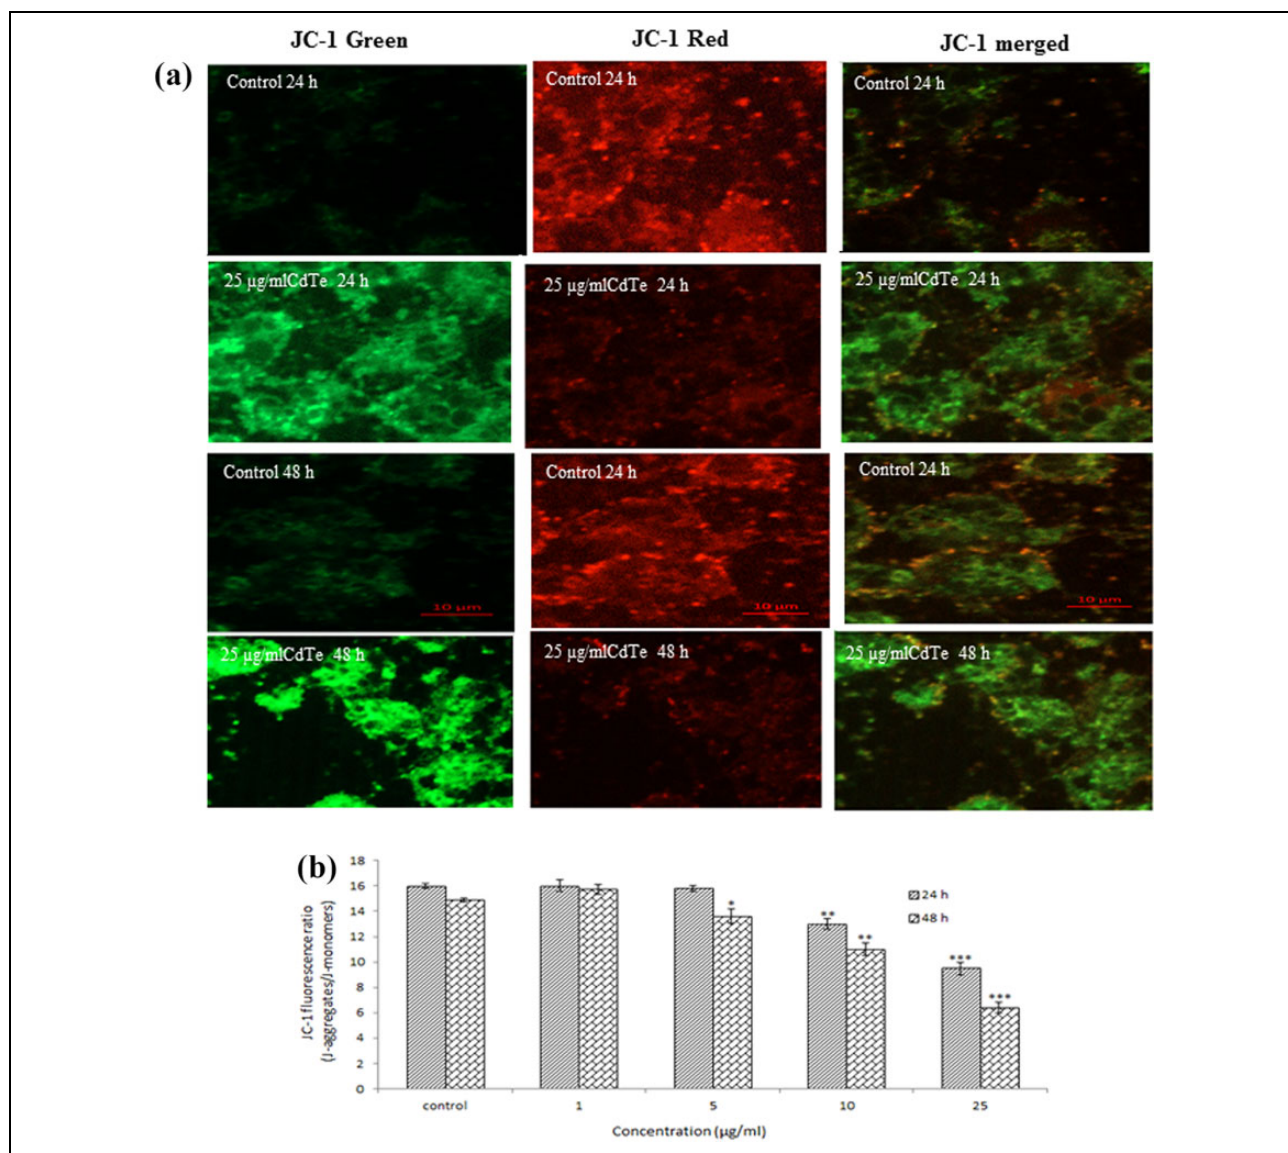 JC-1 Green JC-1 Red JC-1 merged
(a)
Control 24 h Control 24 h Control 24 h
25 µg/mlCdTe 24 h 25 µg/mlCdTe 24 h 25 µg/mlCdTe 24 h
Control 48 h Control 24 h Control 24 h
10 µm 10 µm 10 µm
25 µg/mlCdTe 48 h 25 µg/mlCdTe 48 h 25 µg/mlCdTe 48 h
(b)
18
16
14
12
10
8
6
4
2
0
JC-1 fluorescence ratio
(J-aggregates/J-monomers)
* ** ** *** ***
24 h
48 h
control 1 5 10 25
Concentration (µg/ml)